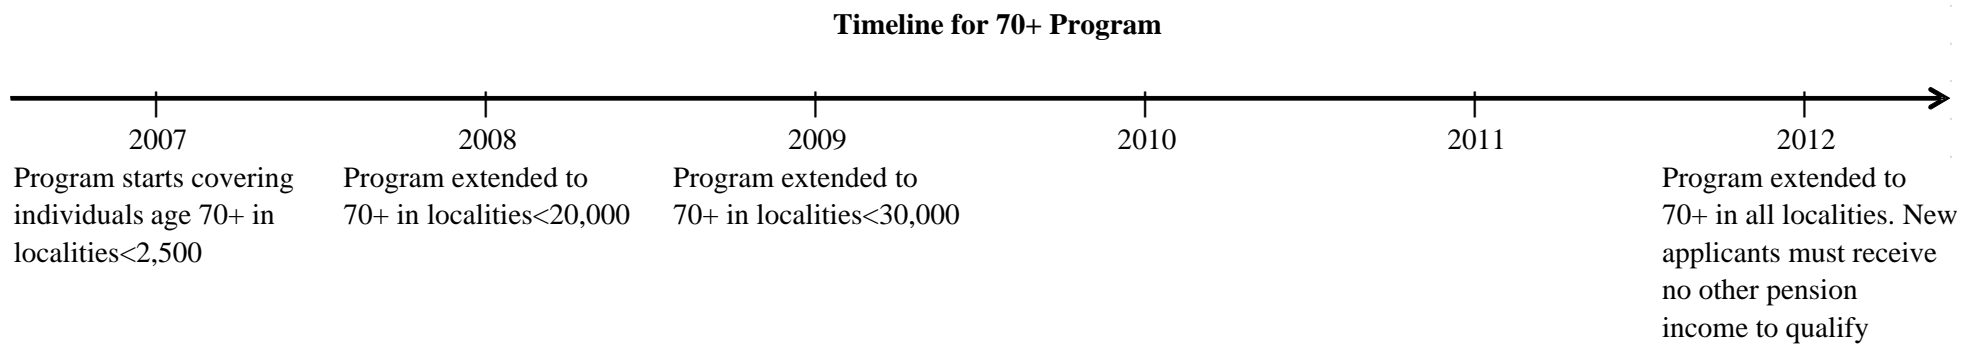 Timeline for 70+ Program
2007
2008
2009
2010
2011
2012
Program starts covering
individuals age 70+ in
localities<2,500
Program extended to
70+ in localities<20,000
Program extended to
70+ in localities<30,000
Program extended to
70+ in all localities. New
applicants must receive
no other pension
income to qualify